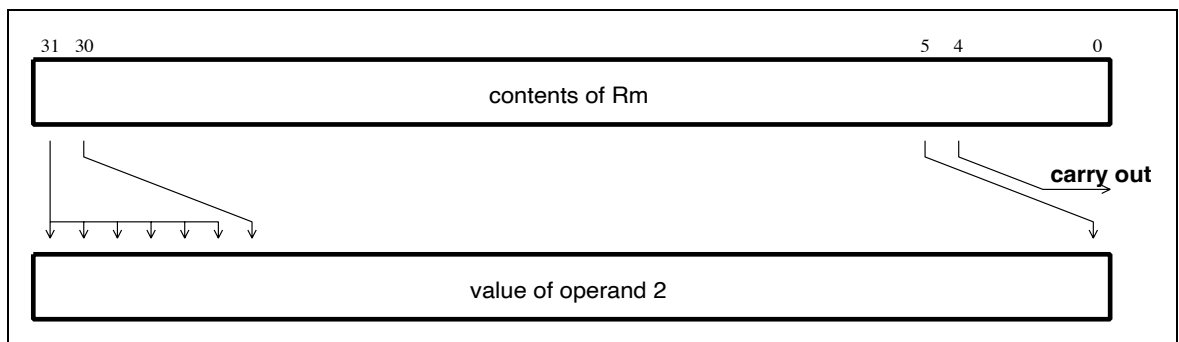 31 30 5 4 0
contents of Rm
carry out
value of operand 2